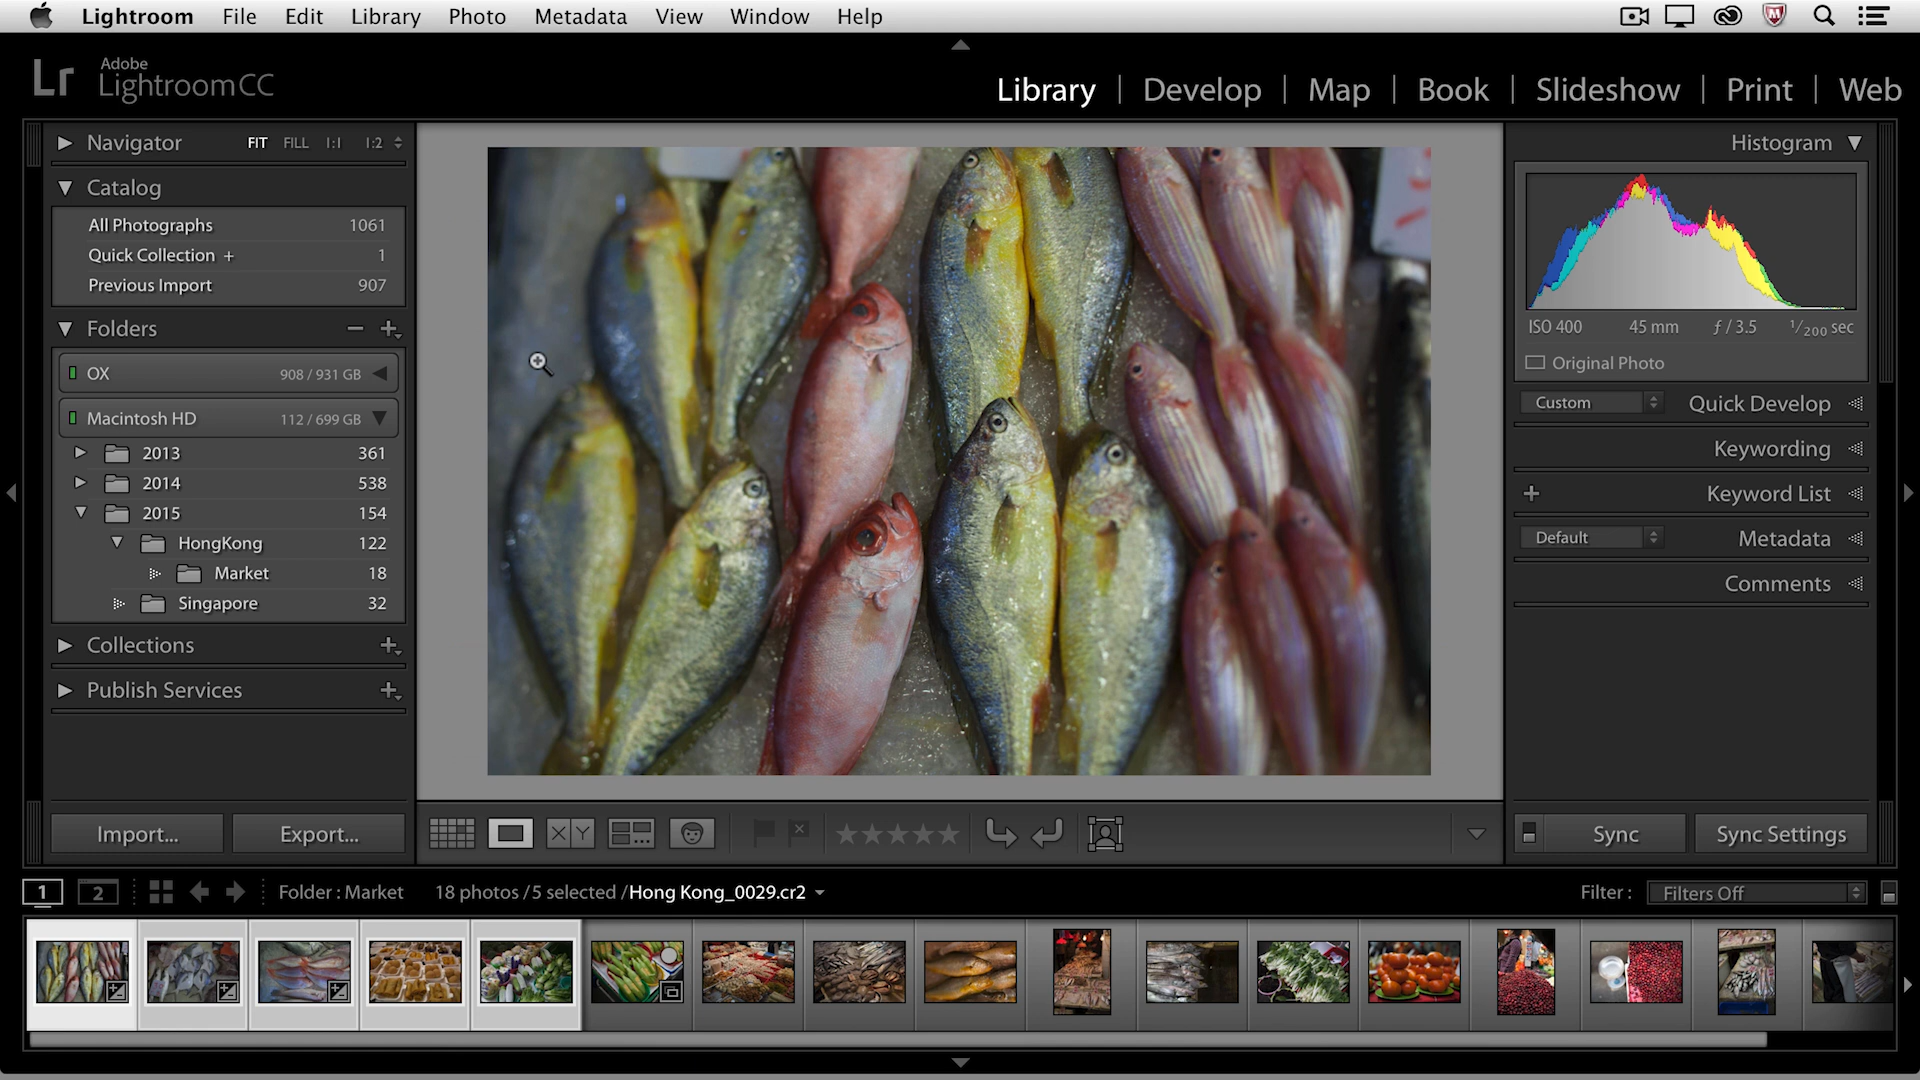 Lightroom File Edit Library Photo Metadata View Window Help
Lr Adobe
Lightroom CC
Library | Develop | Map | Book | Slideshow | Print | Web
Navigator FIT FILL 1:1 1:2
Catalog
All Photographs 1061
Quick Collection + 1
Previous Import 907
Folders
OX 908 / 931 GB
Macintosh HD 112 / 699 GB
2013 361
2014 538
2015 154
HongKong 122
Market 18
Singapore 32
Collections
Publish Services
Import... Export...
Histogram
ISO 400 45 mm ƒ / 3.5 1/200 sec
Original Photo
Custom Quick Develop
Keywording
Keyword List
Default Metadata
Comments
X Y
Sync Sync Settings
1 2 Folder : Market 18 photos / 5 selected / Hong Kong_0029.cr2 Filter : Filters Off